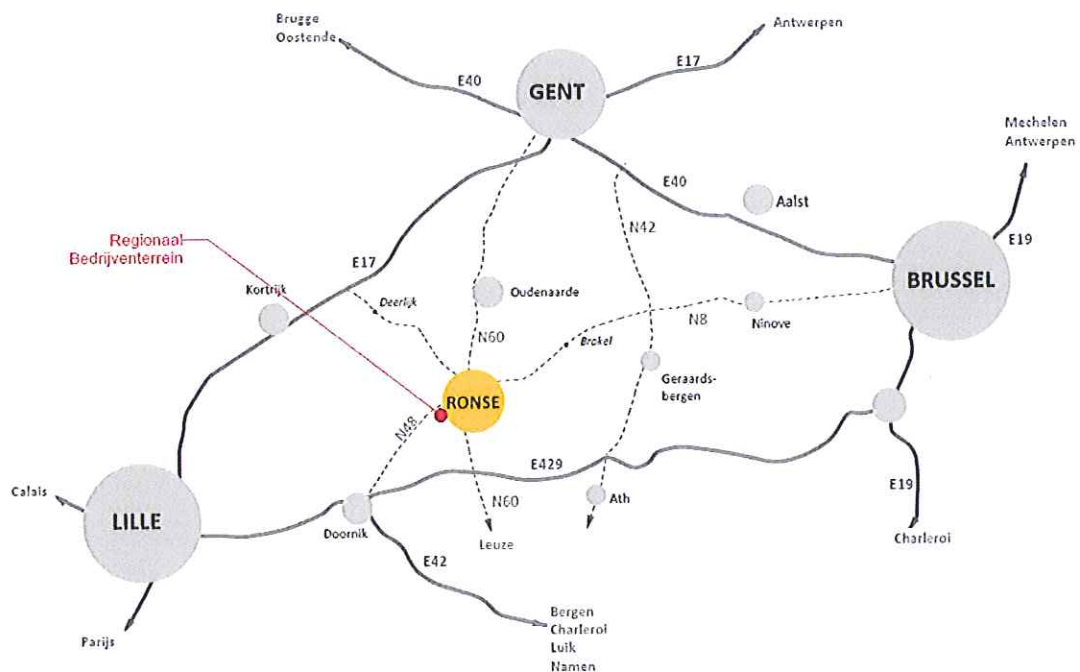 Brugge
Oostende
Antwerpen
E17
E40
GENT
Mechelen
Antwerpen
E40
Aalst
N42
E19
Regionaal
Bedrijventerrein
E17
BRUSSEL
Kortrijk
Deerlijk
Oudenaarde
N60
N8
Ninove
Brakel
Geraards-
bergen
RONSE
N48
E429
Calais
LILLE
N60
Ath
E19
Doornik
Leuze
Charleroi
E42
Parijs
Bergen
Charleroi
Luik
Namen